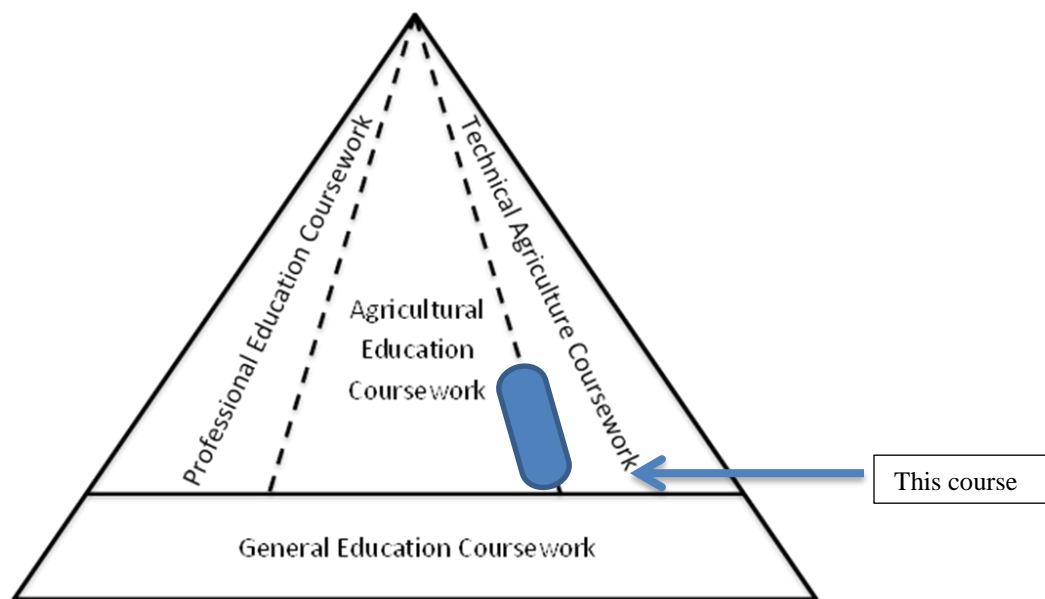 Professional Education Coursework
Technical Agriculture Coursework
Agricultural
Education
Coursework
This course
General Education Coursework